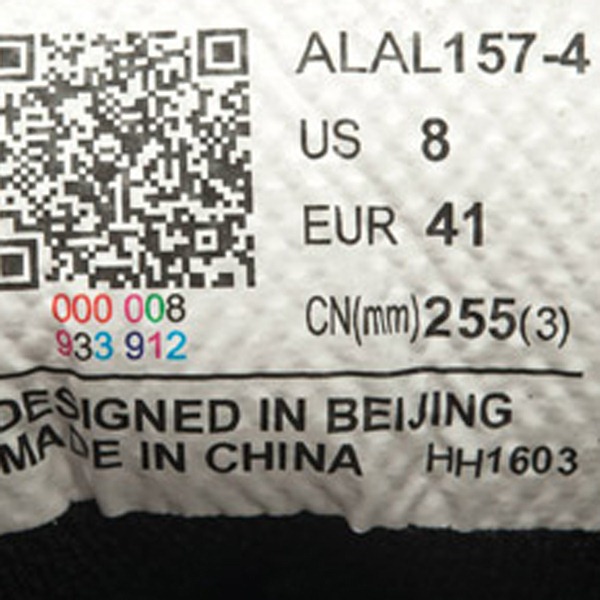 ALAL157-4
US 8
EUR 41
CN(mm)255(3)
000 008
933 912
DESIGNED IN BEIJING
MADE IN CHINA HH1603